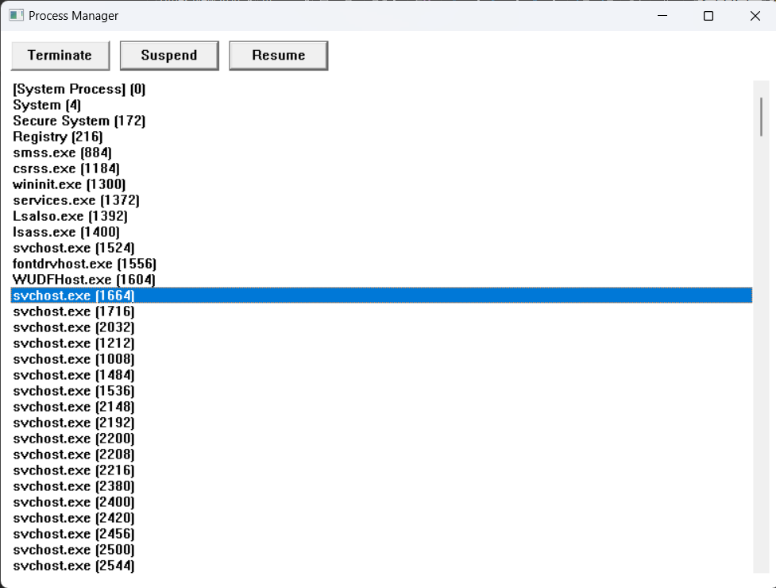 Process Manager
Terminate Suspend Resume
[System Process] (0)
System (4)
Secure System (172)
Registry (216)
smss.exe (884)
csrss.exe (1184)
wininit.exe (1300)
services.exe (1372)
LsaIso.exe (1392)
lsass.exe (1400)
svchost.exe (1524)
fontdrvhost.exe (1556)
WUDFHost.exe (1604)
svchost.exe (1664)
svchost.exe (1716)
svchost.exe (2032)
svchost.exe (1212)
svchost.exe (1008)
svchost.exe (1484)
svchost.exe (1536)
svchost.exe (2148)
svchost.exe (2192)
svchost.exe (2200)
svchost.exe (2208)
svchost.exe (2216)
svchost.exe (2380)
svchost.exe (2400)
svchost.exe (2420)
svchost.exe (2456)
svchost.exe (2500)
svchost.exe (2544)